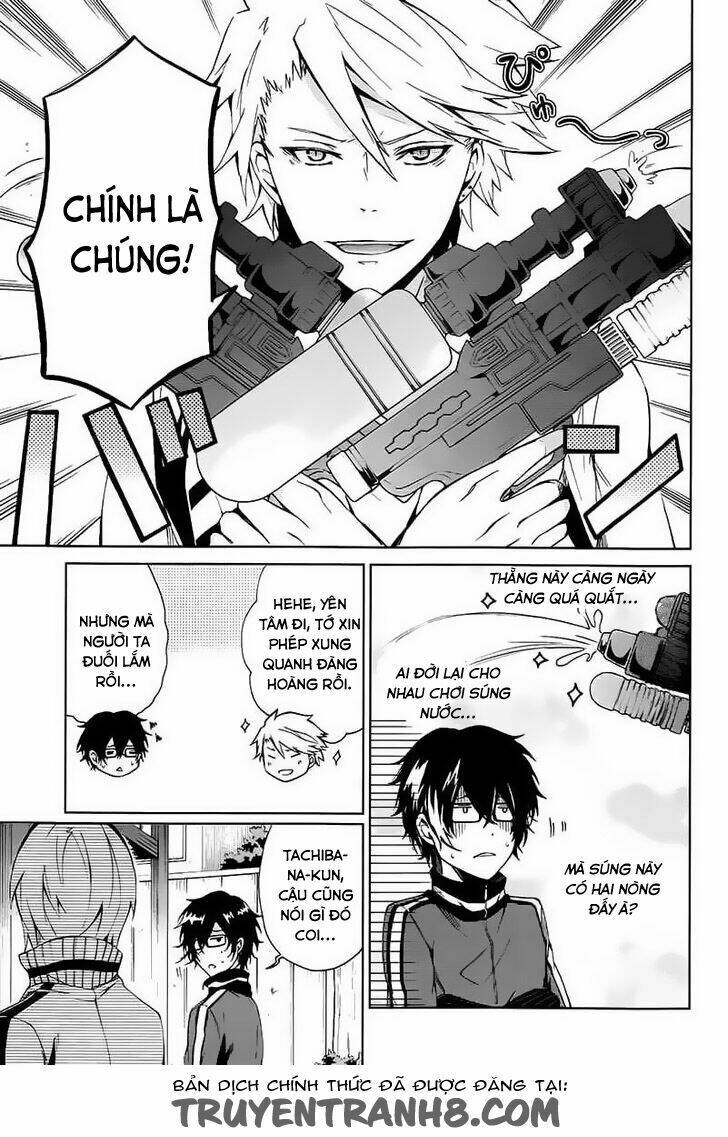 ぴゅ〜〜っ
CHÍNH LÀ
CHÚNG!
THẰNG NÀY CÀNG NGÀY
CÀNG QUÁ QUẮT...
AI ĐỜI LẠI CHO
NHAU CHƠI SÚNG
NƯỚC...
MÀ SÚNG NÀY
CÓ HAI NÒNG
ĐẤY À?
HEHE, YÊN
TÂM ĐI, TỚ XIN
PHÉP XUNG
QUANH ĐÀNG
HOÀNG RỒI.
NHƯNG MÀ
NGƯỜI TA
ĐUỐI LẮM
RỒI...
TACHIBA-
NA-KUN,
CẬU CŨNG
NÓI GÌ ĐÓ
COI...
BẢN DỊCH CHÍNH THỨC ĐÃ ĐƯỢC ĐĂNG TẠI:
TRUYENTRANH8.COM